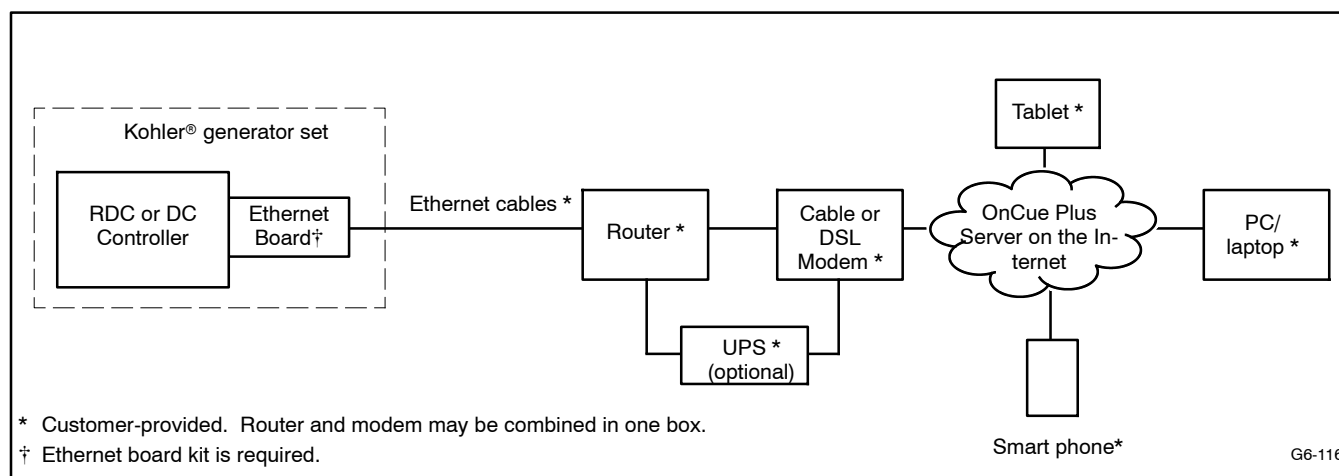 Kohler® generator set
RDC or DC
Controller
Ethernet
Board†
Ethernet cables *
Router *
Cable or
DSL
Modem *
UPS *
(optional)
Tablet *
OnCue Plus
Server on the In-
ternet
PC/
laptop *
Smart phone*
* Customer-provided. Router and modem may be combined in one box.
† Ethernet board kit is required.
G6-116